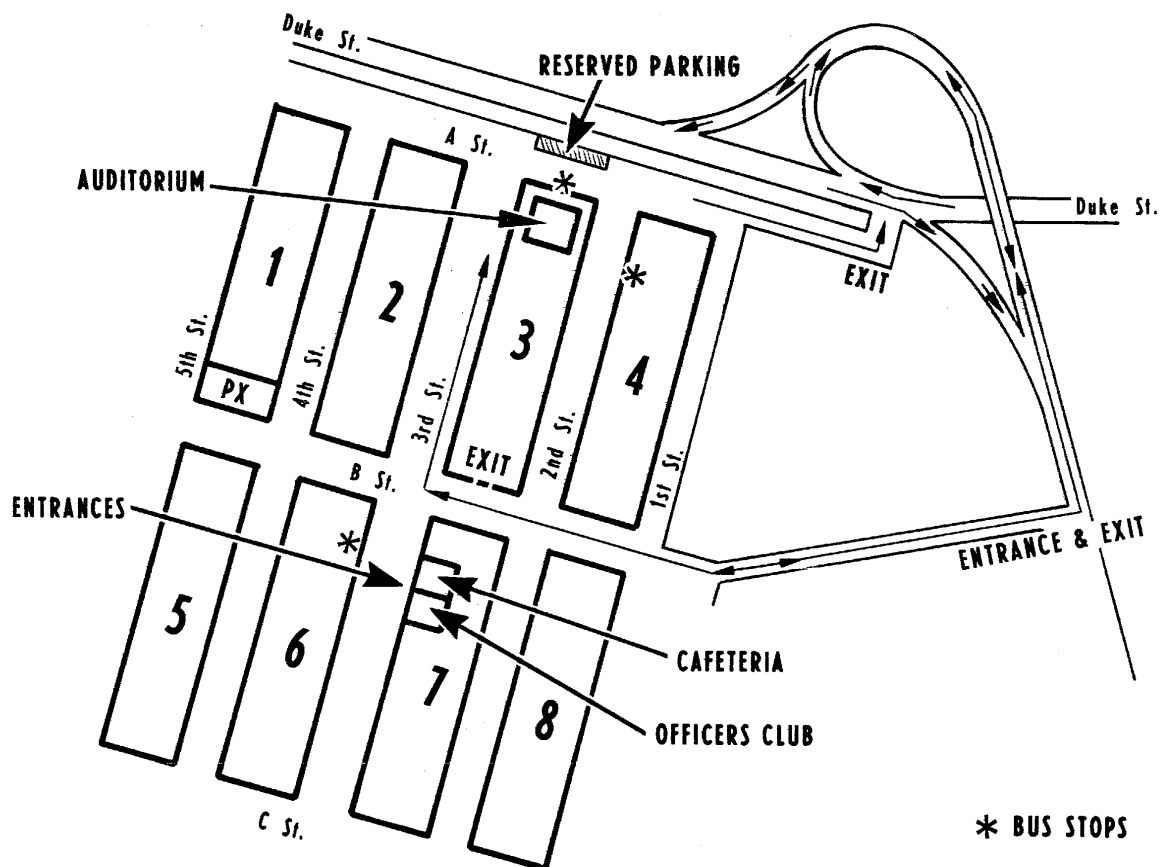 Duke St.
RESERVED PARKING
A St.
AUDITORIUM
Duke St.
EXIT
1
2
3
4
5th St.
PX
4th St.
3rd St.
EXIT
2nd St.
1st St.
B St.
ENTRANCES
ENTRANCE & EXIT
5
6
7
8
CAFETERIA
OFFICERS CLUB
C St.
* BUS STOPS